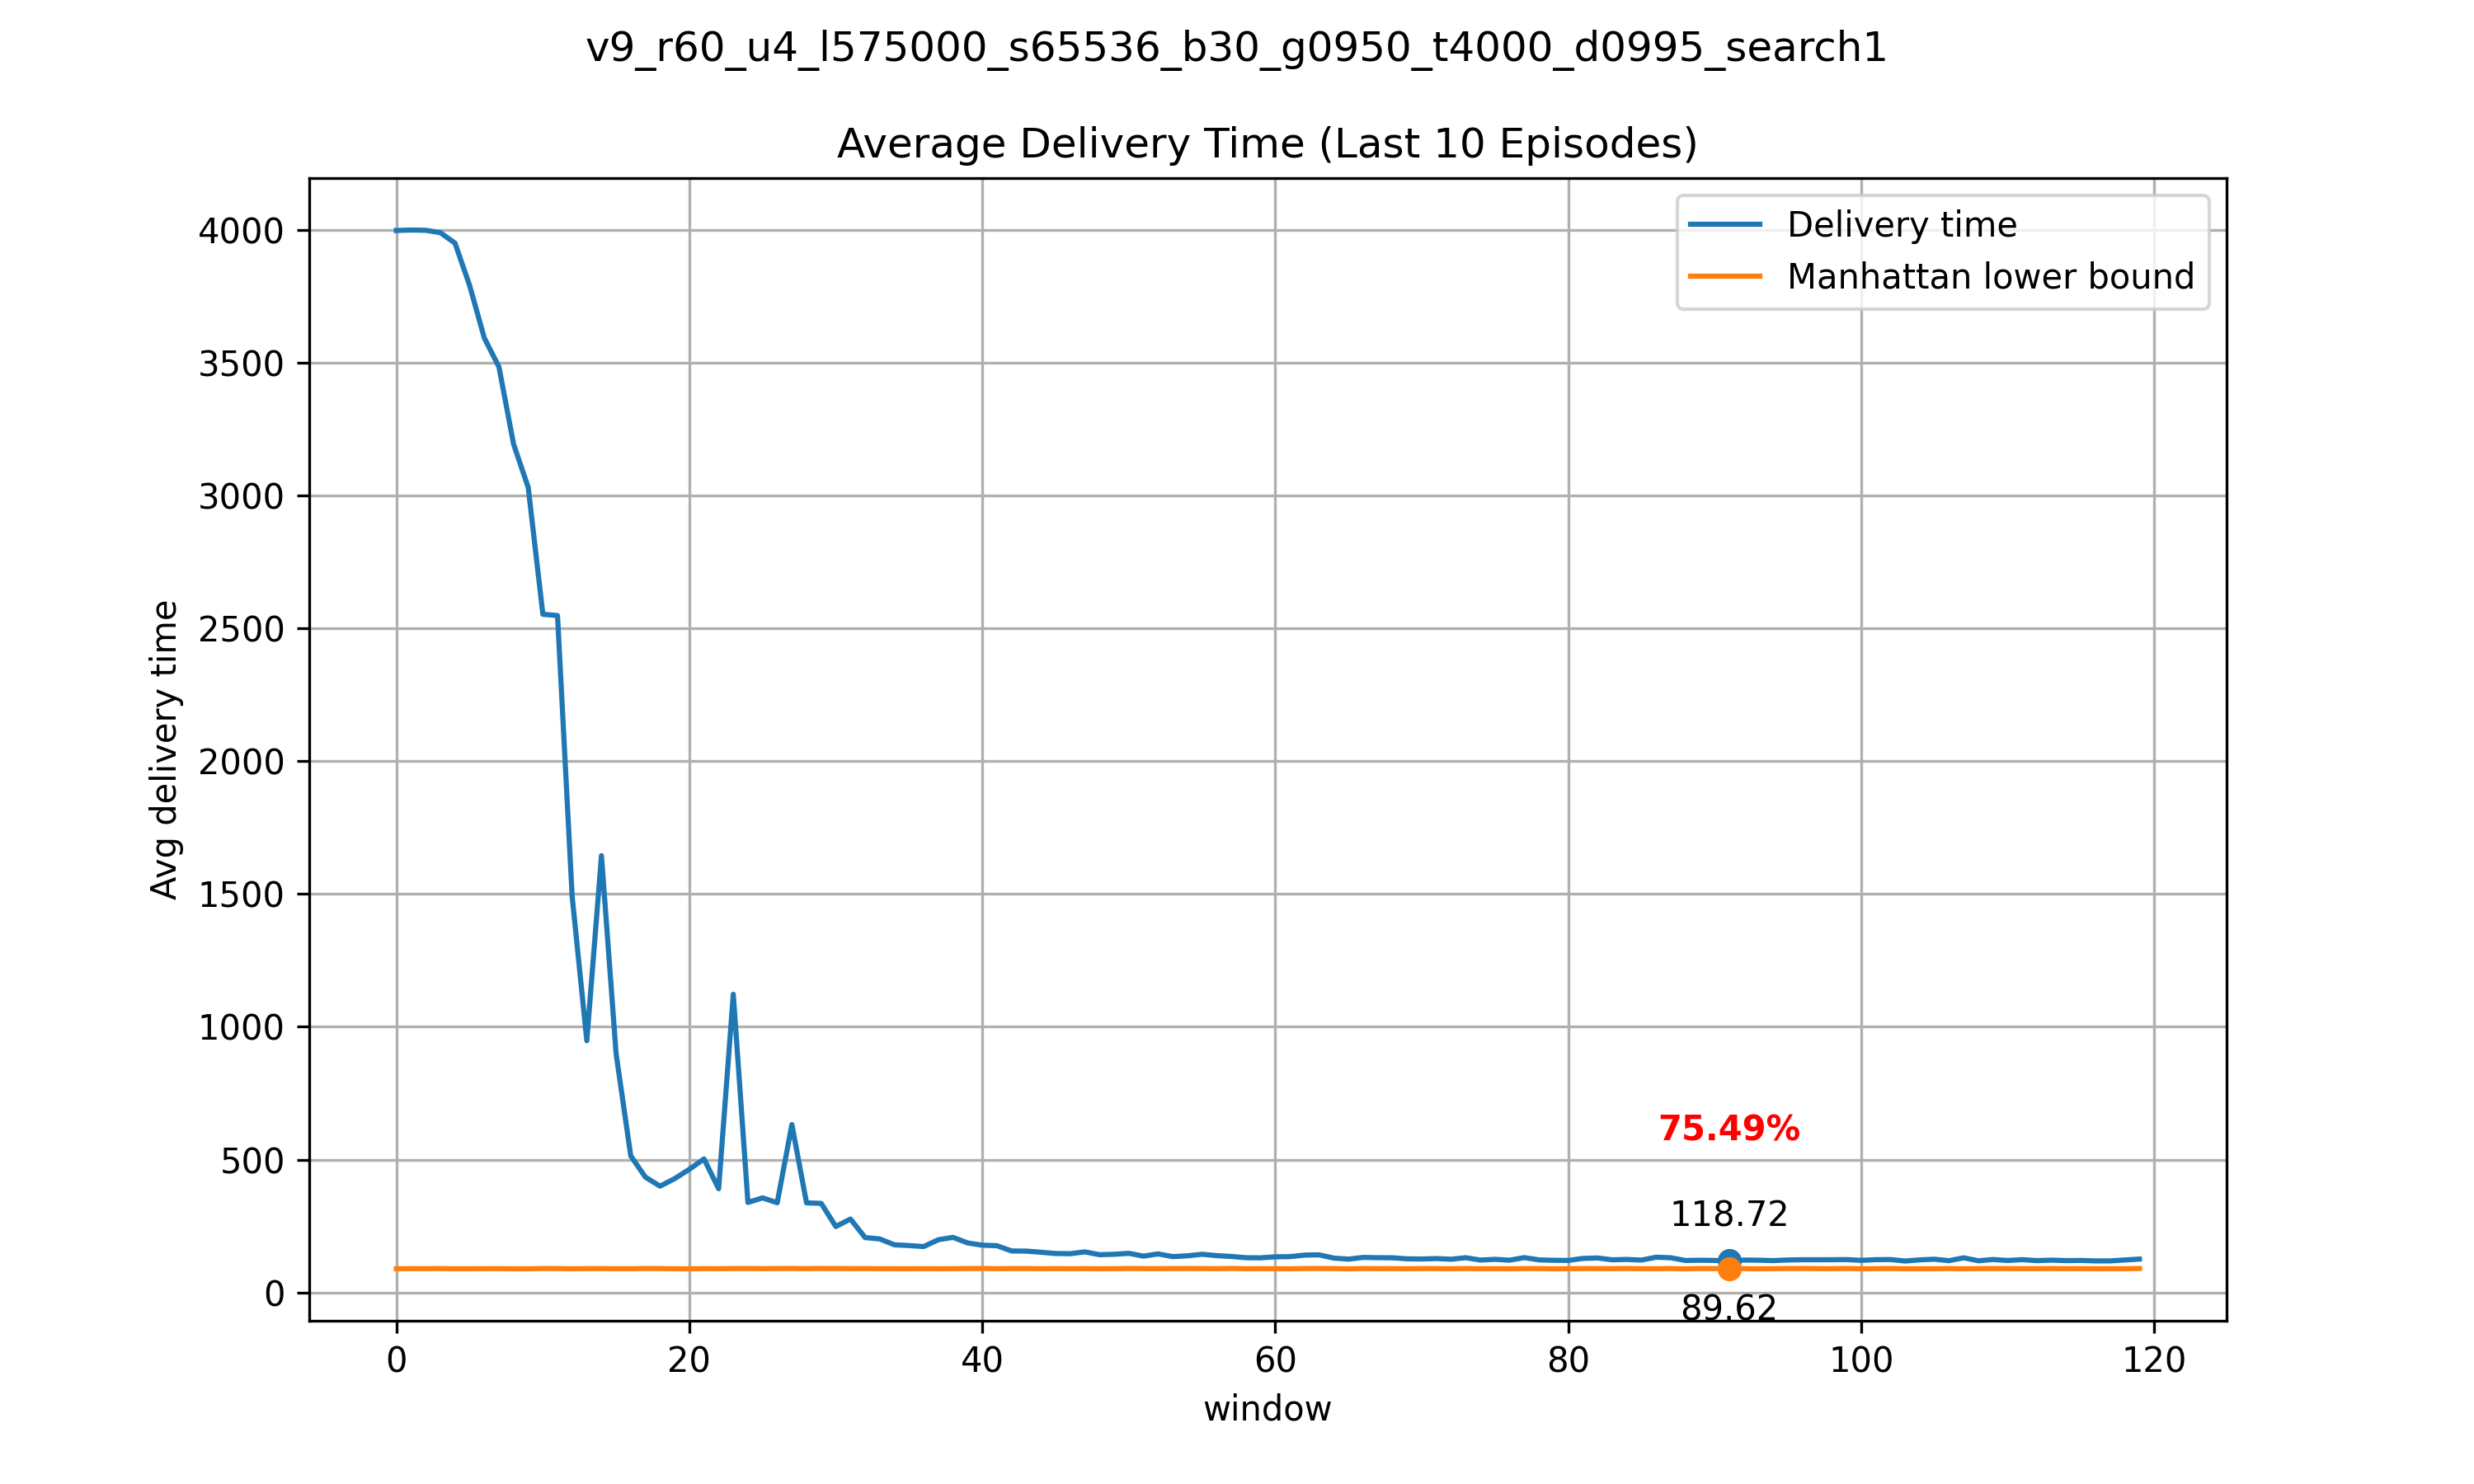 v9_r60_u4_l575000_s65536_b30_g0950_t4000_d0995_search1
Average Delivery Time (Last 10 Episodes)
Delivery time
Manhattan lower bound
4000
3500
3000
2500
2000
1500
1000
500
0
Avg delivery time
75.49%
118.72
89.62
0 20 40 60 80 100 120
window